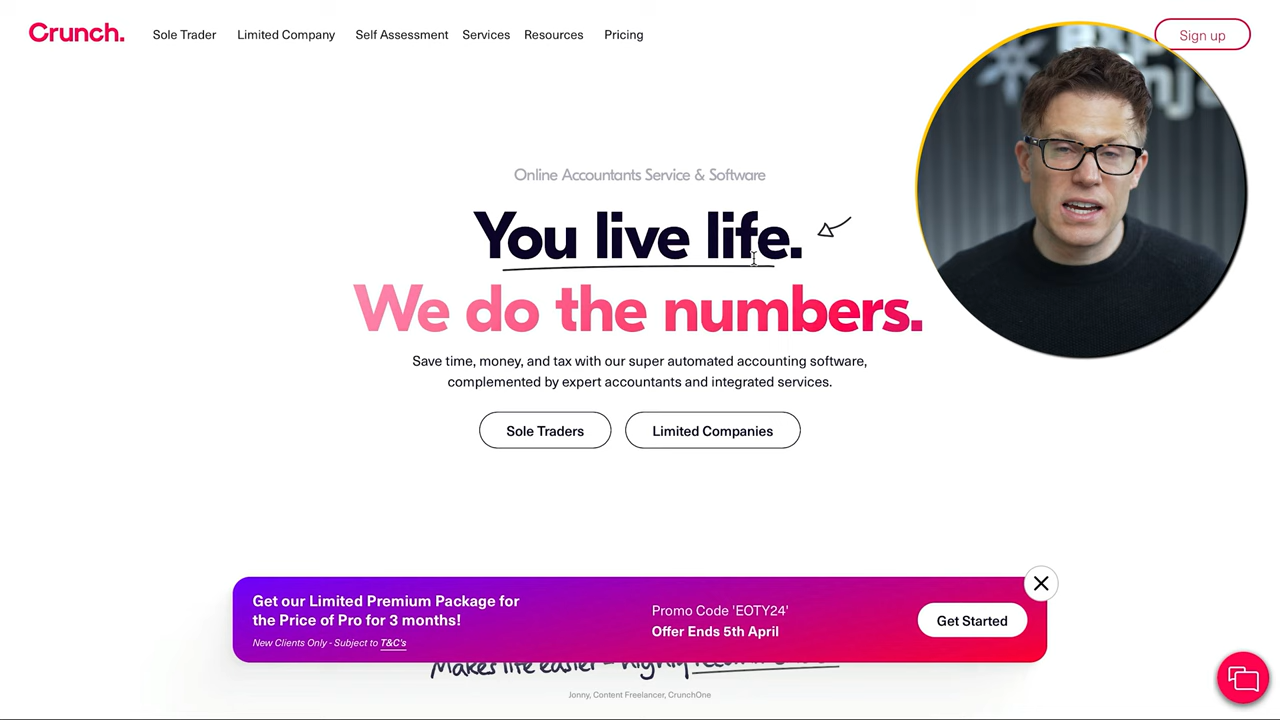 Crunch.
Sole Trader
Limited Company
Self Assessment
Services
Resources
Pricing
Sign up
Online Accountants Service & Software
You live life.
We do the numbers.
Save time, money, and tax with our super automated accounting software,
complemented by expert accountants and integrated services.
Sole Traders
Limited Companies
Get our Limited Premium Package for
the Price of Pro for 3 months!
New Clients Only - Subject to T&C's
Promo Code 'EOTY24'
Offer Ends 5th April
Get Started
Makes life easier - highly
Jonny, Content Freelancer, CrunchOne